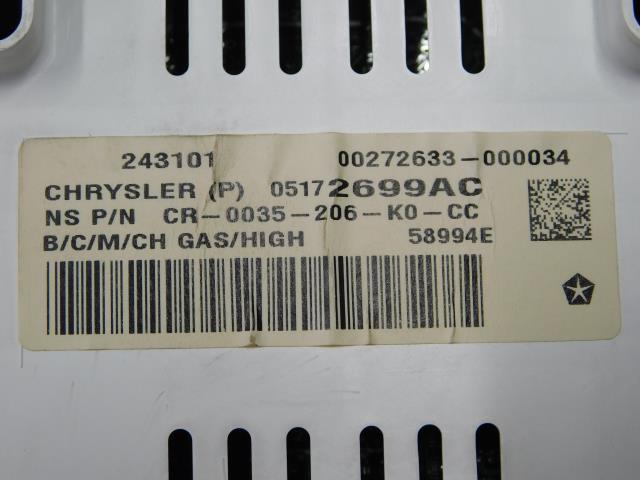 243101 00272633-000034
CHRYSLER (P) 05172699AC
NS P/N CR-0035-206-K0-CC
B/C/M/CH GAS/HIGH 58994E